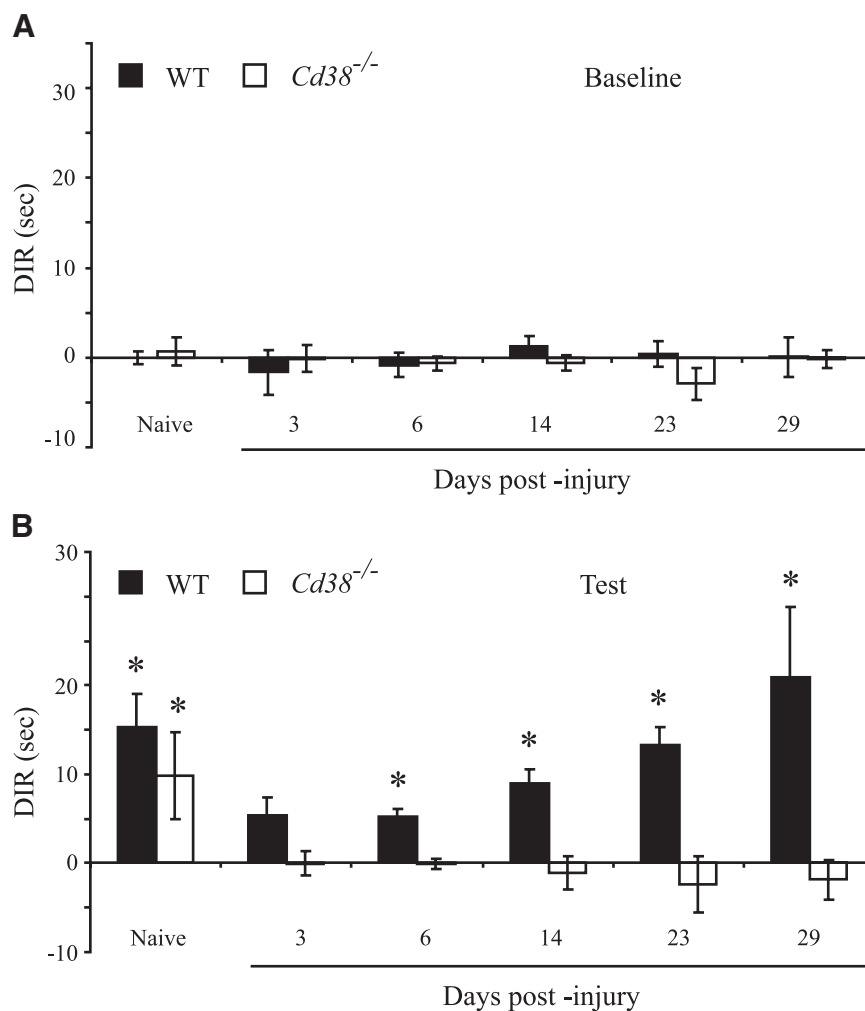 A
WT Cd38-/- Baseline
30
20
10
0
-10
DIR (sec)
Naive 3 6 14 23 29
Days post -injury
B
WT Cd38-/- Test
30
20
10
0
-10
DIR (sec)
* * * * * *
Naive 3 6 14 23 29
Days post -injury